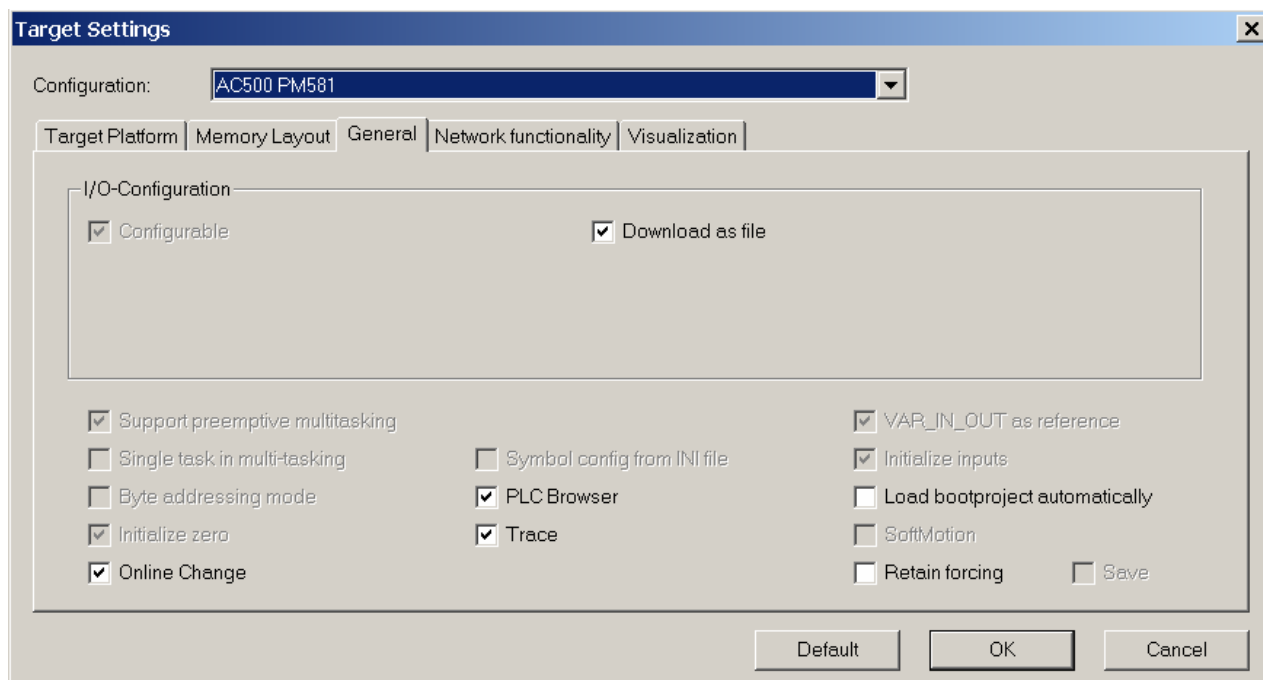 Target Settings
Configuration: AC500 PM581
Target Platform Memory Layout General Network functionality Visualization
I/O-Configuration
Configurable Download as file
Support preemptive multitasking VAR_IN_OUT as reference
Single task in multi-tasking Symbol config from INI file Initialize inputs
Byte addressing mode PLC Browser Load bootproject automatically
Initialize zero Trace SoftMotion
Online Change Retain forcing Save
Default OK Cancel